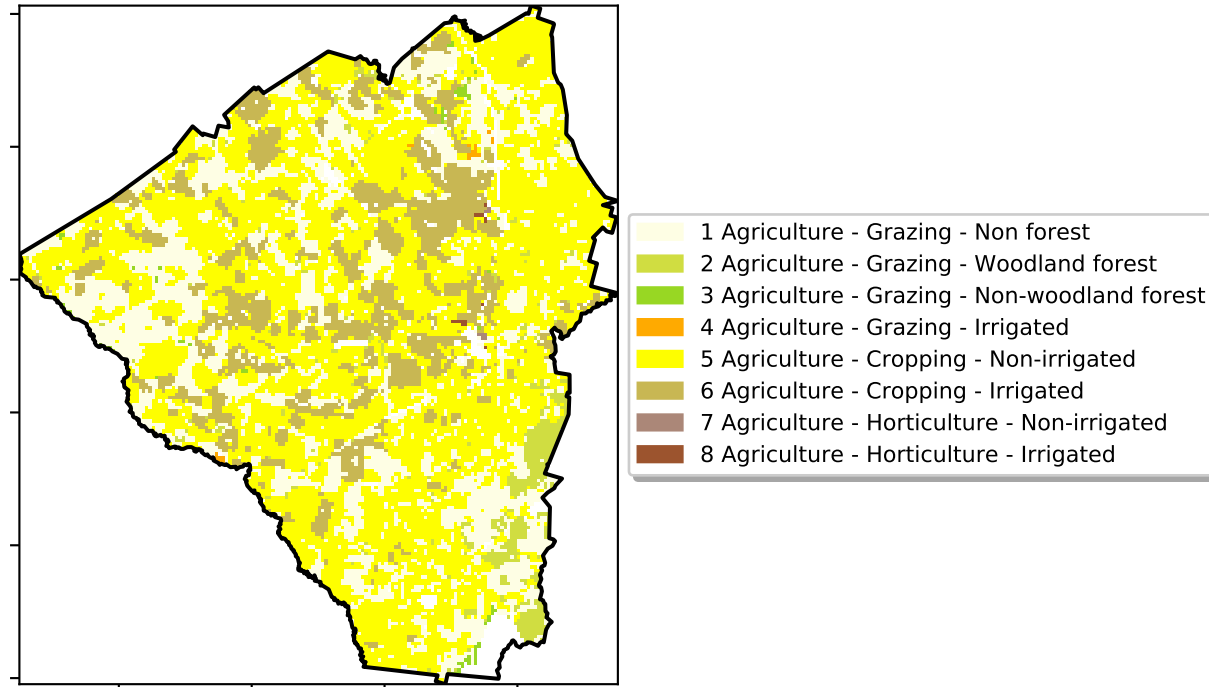 1 Agriculture - Grazing - Non forest
2 Agriculture - Grazing - Woodland forest
3 Agriculture - Grazing - Non-woodland forest
4 Agriculture - Grazing - Irrigated
5 Agriculture - Cropping - Non-irrigated
6 Agriculture - Cropping - Irrigated
7 Agriculture - Horticulture - Non-irrigated
8 Agriculture - Horticulture - Irrigated